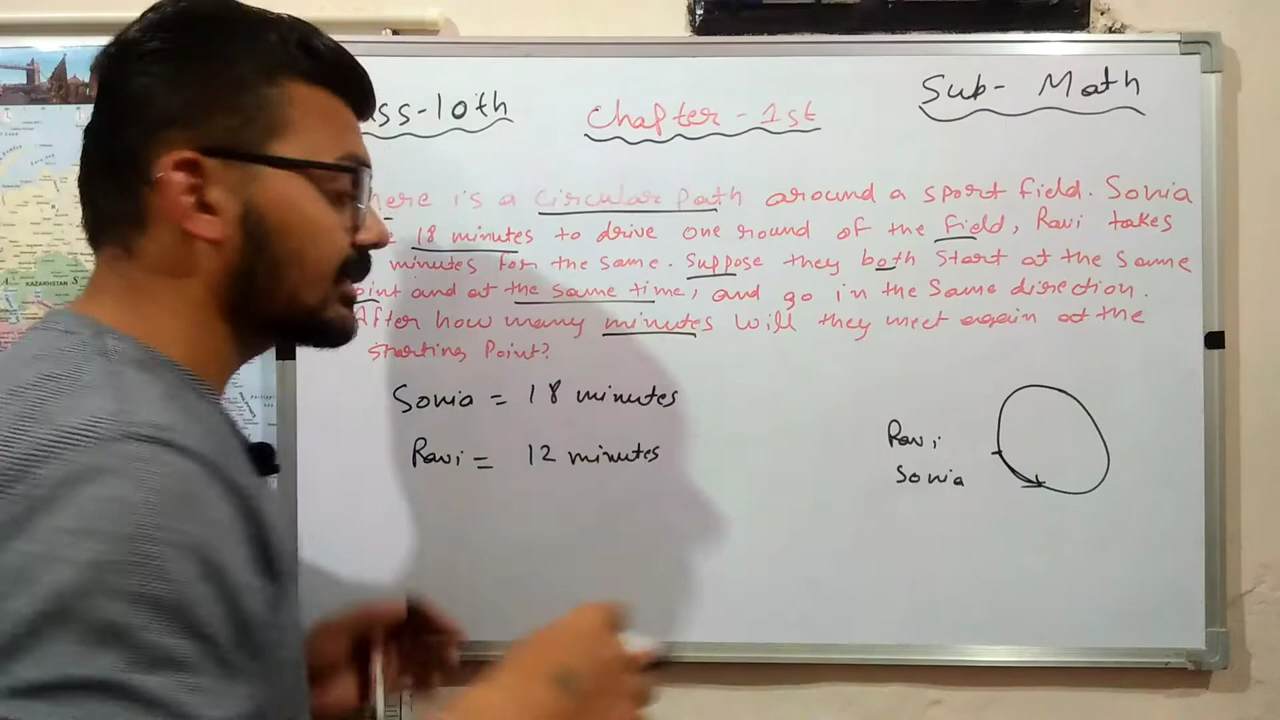 ss-10th
Chapter - 1st
Sub- Math
here is a circular path around a sport field. Sonia
18 minutes to drive one round of the field, Ravi takes
minutes for the same. Suppose they both start at the same
oint and at the same time, and go in the same direction.
After how many minutes will they meet again at the
starting Point?
Sonia = 18 minutes
Ravi = 12 minutes
Ravi
Sonia
KAZAKHSTAN